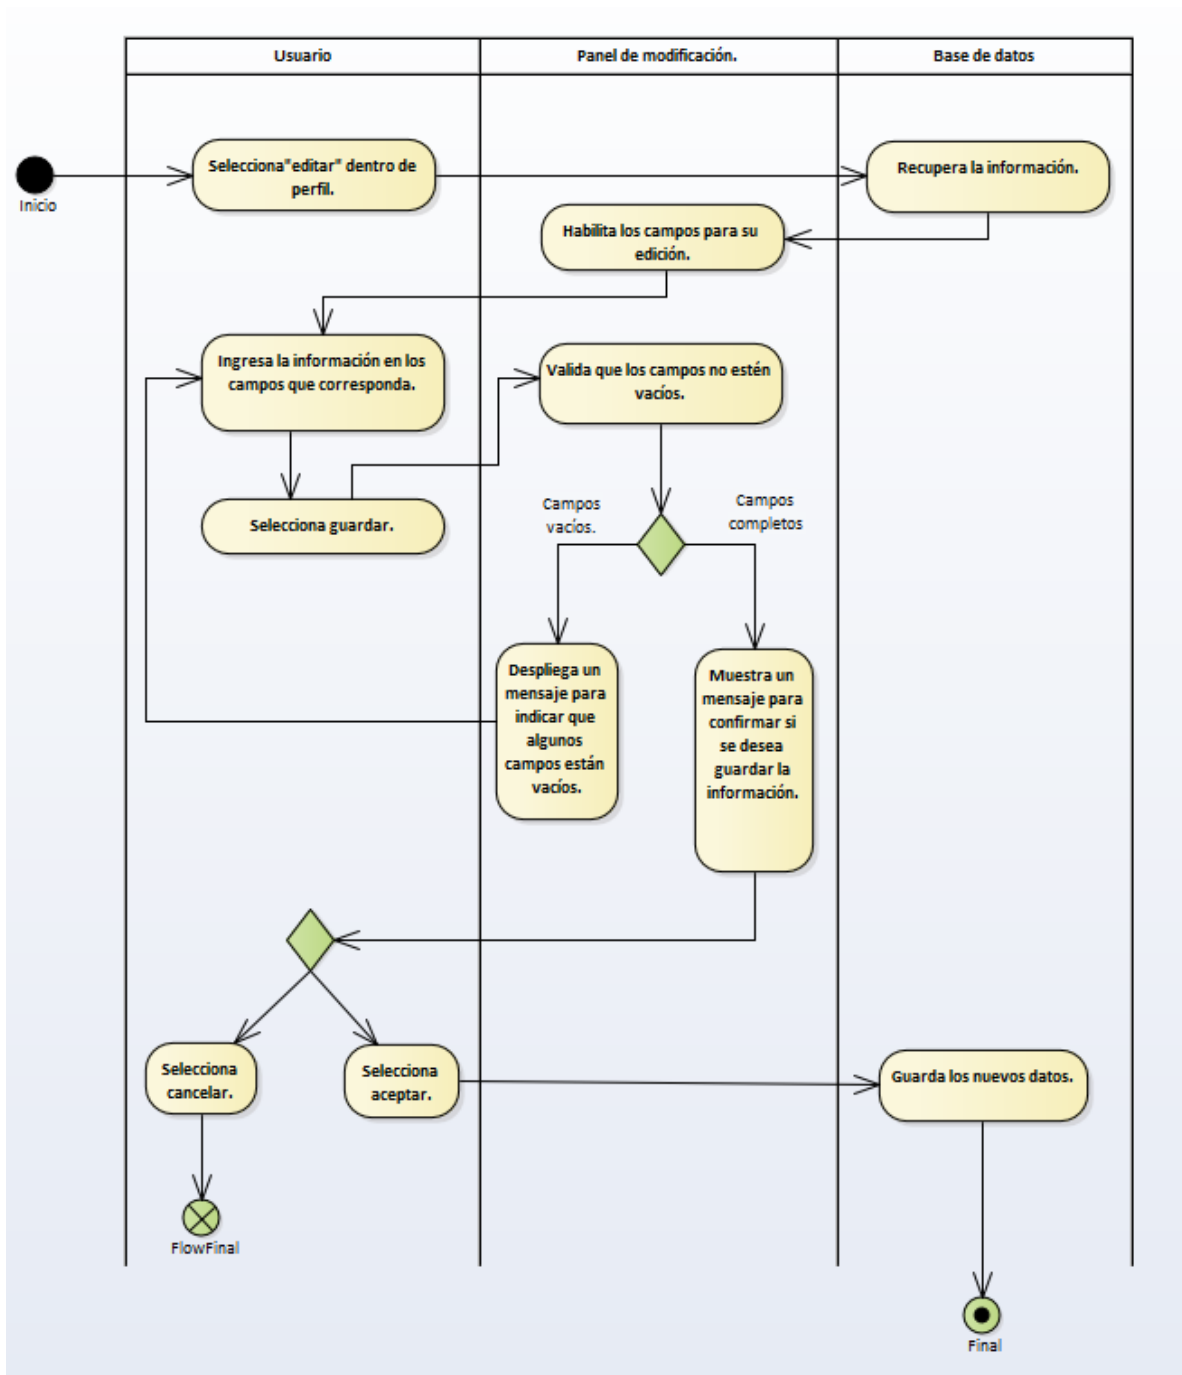 Usuario
Panel de modificación.
Base de datos
Inicio
Selecciona"editar" dentro de
perfil.
Recupera la información.
Habilita los campos para su
edición.
Ingresa la información en los
campos que corresponda.
Valida que los campos no estén
vacíos.
Selecciona guardar.
Campos
vacíos.
Campos
completos
Despliega un
mensaje para
indicar que
algunos
campos están
vacíos.
Muestra un
mensaje para
confirmar si
se desea
guardar la
información.
Selecciona
cancelar.
Selecciona
aceptar.
Guarda los nuevos datos.
FlowFinal
Final